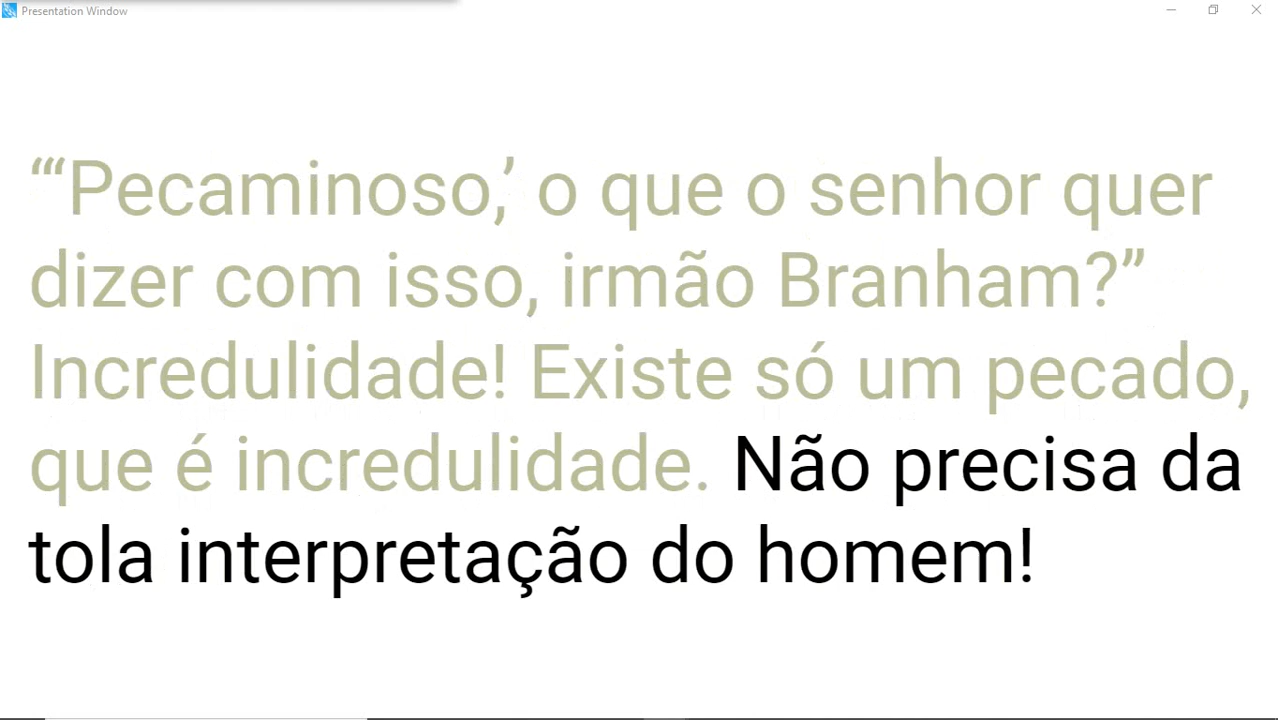 Presentation Window
“‘Pecaminoso,’ o que o senhor quer
dizer com isso, irmão Branham?”
Incredulidade! Existe só um pecado,
que é incredulidade. Não precisa da
tola interpretação do homem!